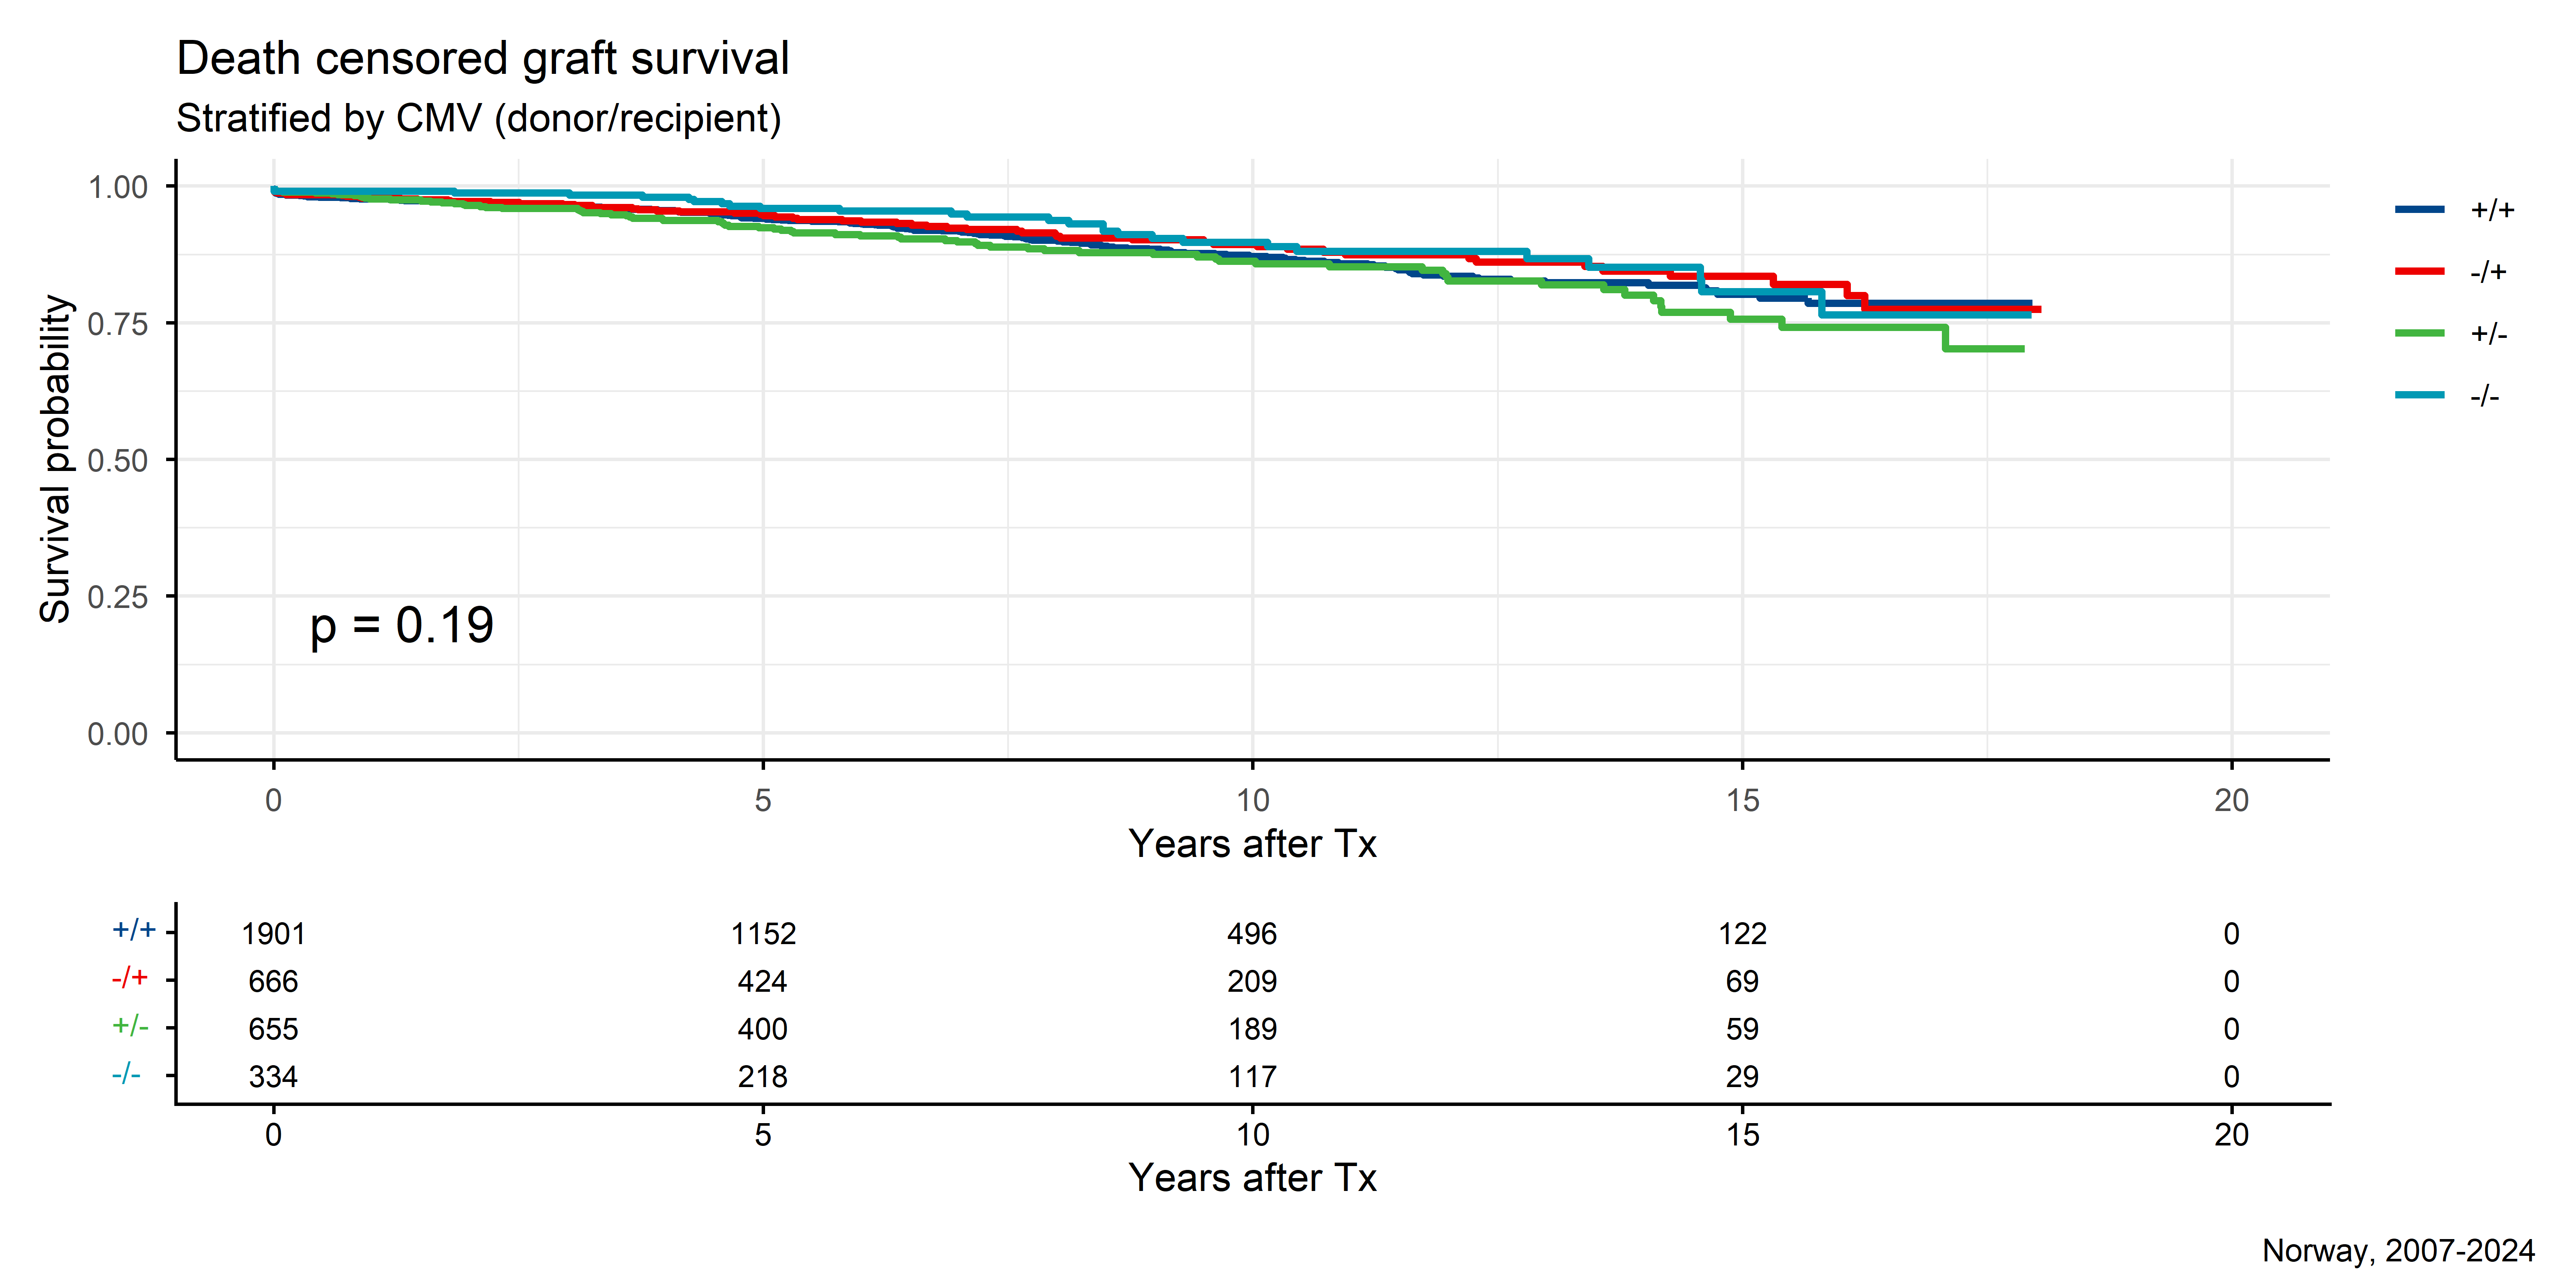 Death censored graft survival
Stratified by CMV (donor/recipient)
1.00
0.75
0.50
0.25
0.00
Survival probability
p = 0.19
+/+
-/+
+/-
-/-
0 5 10 15 20
Years after Tx
+/+ 1901 1152 496 122 0
-/+ 666 424 209 69 0
+/- 655 400 189 59 0
-/- 334 218 117 29 0
0 5 10 15 20
Years after Tx
Norway, 2007-2024